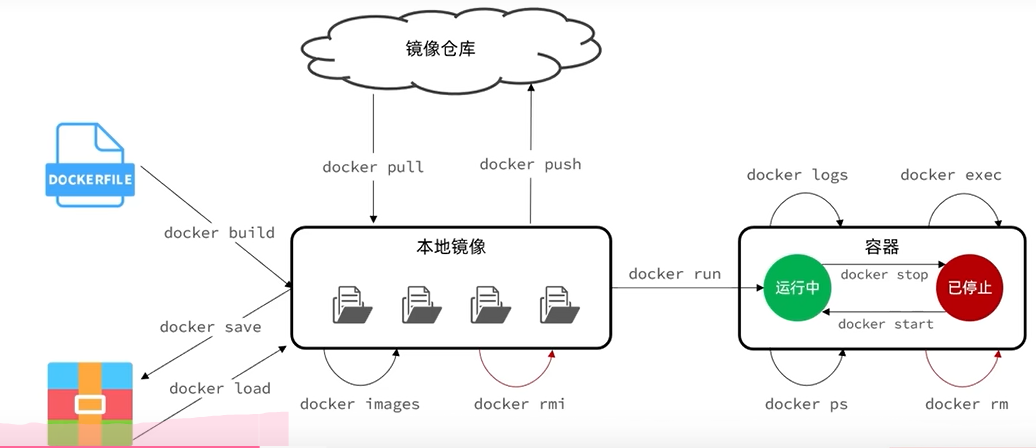 镜像仓库
DOCKERFILE
docker pull
docker push
docker logs
docker exec
docker build
本地镜像
容器
docker run
运行中
docker stop
已停止
docker start
docker save
docker load
docker images
docker rmi
docker ps
docker rm